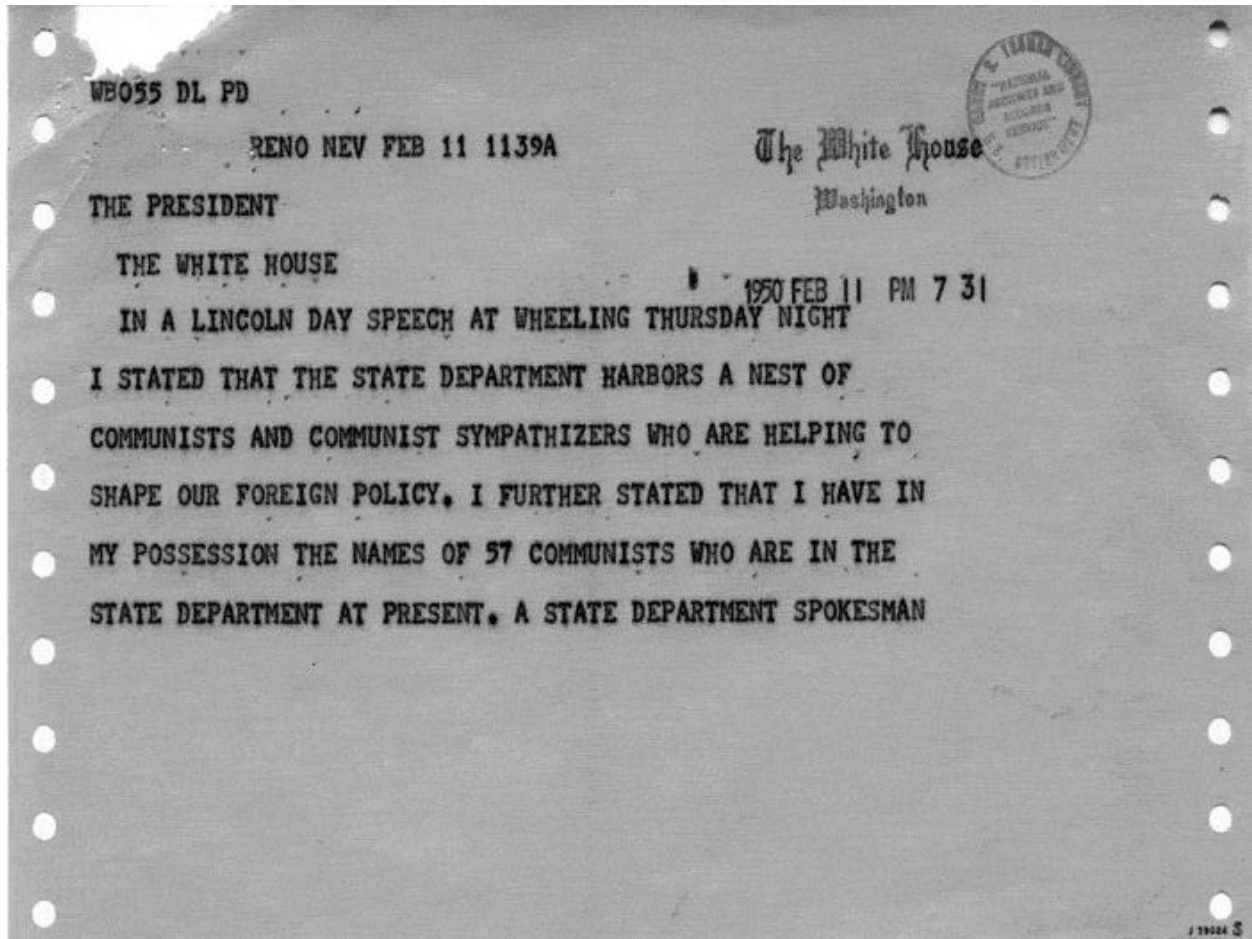 WB055 DL PD
RENO NEV FEB 11 1139A
The White House
Washington
THE PRESIDENT
THE WHITE HOUSE
1950 FEB 11 PM 7 31
IN A LINCOLN DAY SPEECH AT WHEELING THURSDAY NIGHT
I STATED THAT THE STATE DEPARTMENT HARBORS A NEST OF
COMMUNISTS AND COMMUNIST SYMPATHIZERS WHO ARE HELPING TO
SHAPE OUR FOREIGN POLICY. I FURTHER STATED THAT I HAVE IN
MY POSSESSION THE NAMES OF 57 COMMUNISTS WHO ARE IN THE
STATE DEPARTMENT AT PRESENT. A STATE DEPARTMENT SPOKESMAN